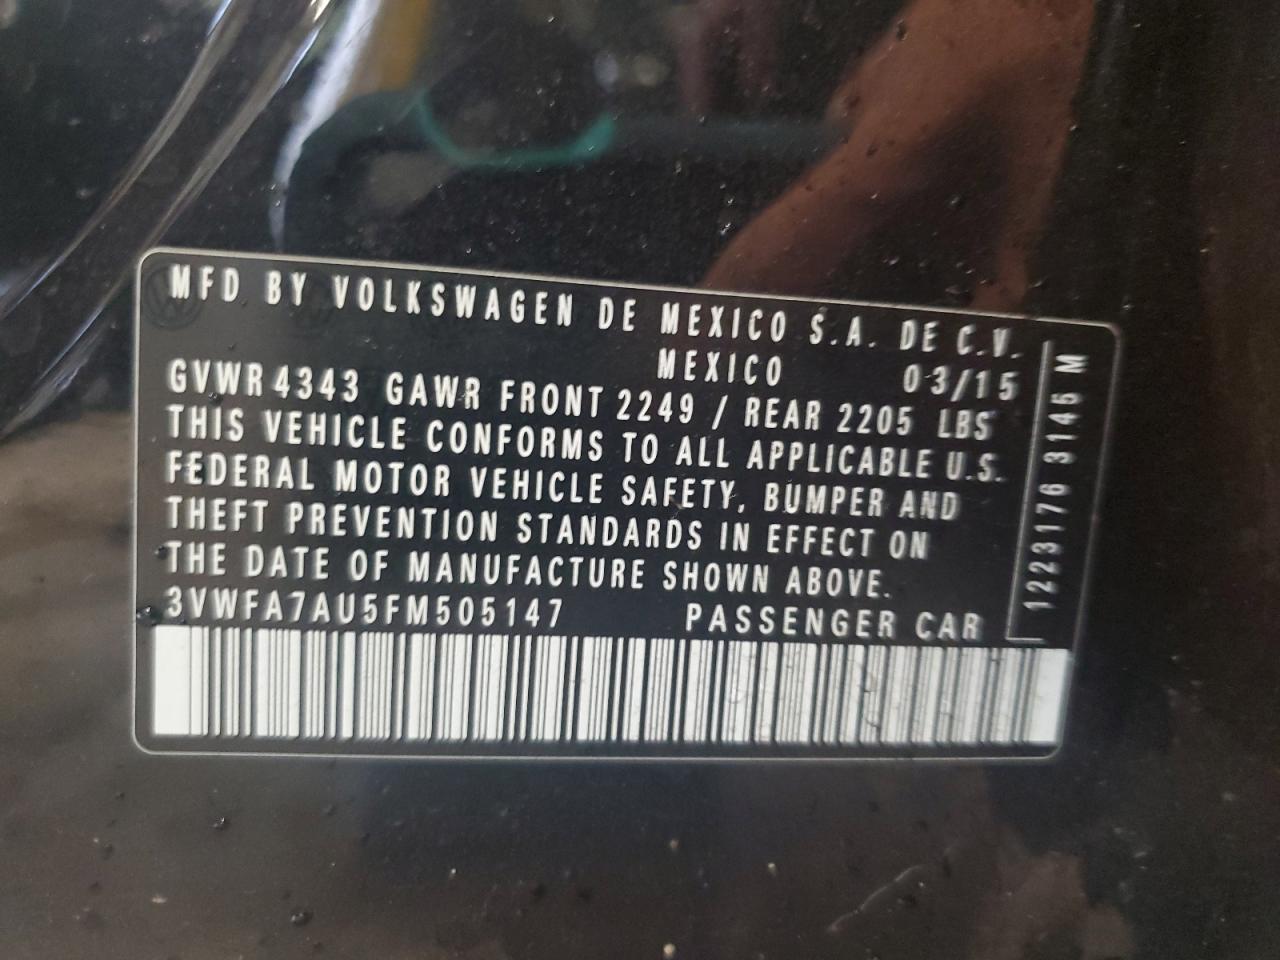 MFD BY VOLKSWAGEN DE MEXICO S.A. DE C.V.
MEXICO 03/15
GVWR 4343 GAWR FRONT 2249 / REAR 2205 LBS
THIS VEHICLE CONFORMS TO ALL APPLICABLE U.S.
FEDERAL MOTOR VEHICLE SAFETY, BUMPER AND
THEFT PREVENTION STANDARDS IN EFFECT ON
THE DATE OF MANUFACTURE SHOWN ABOVE.
3VWFA7AU5FM505147 PASSENGER CAR
1223176 3145 M